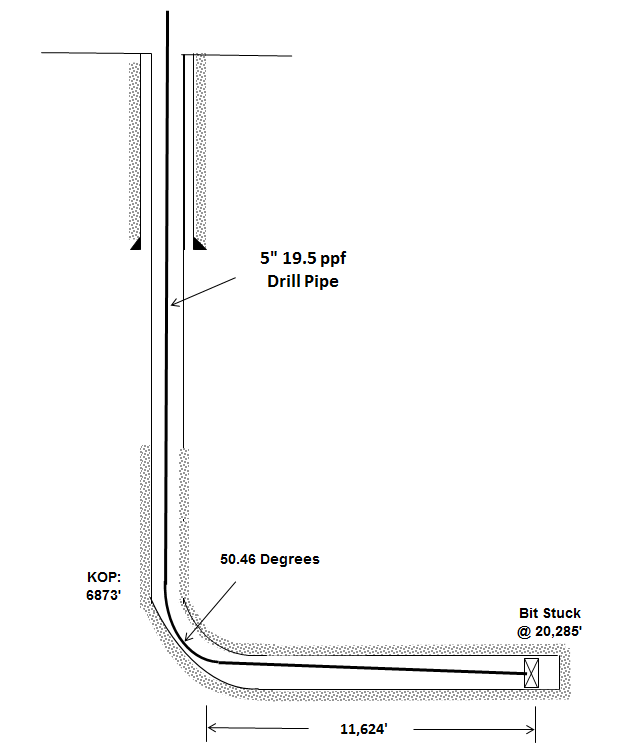 5" 19.5 ppf
Drill Pipe
50.46 Degrees
KOP:
6873'
Bit Stuck
@ 20,285'
11,624'